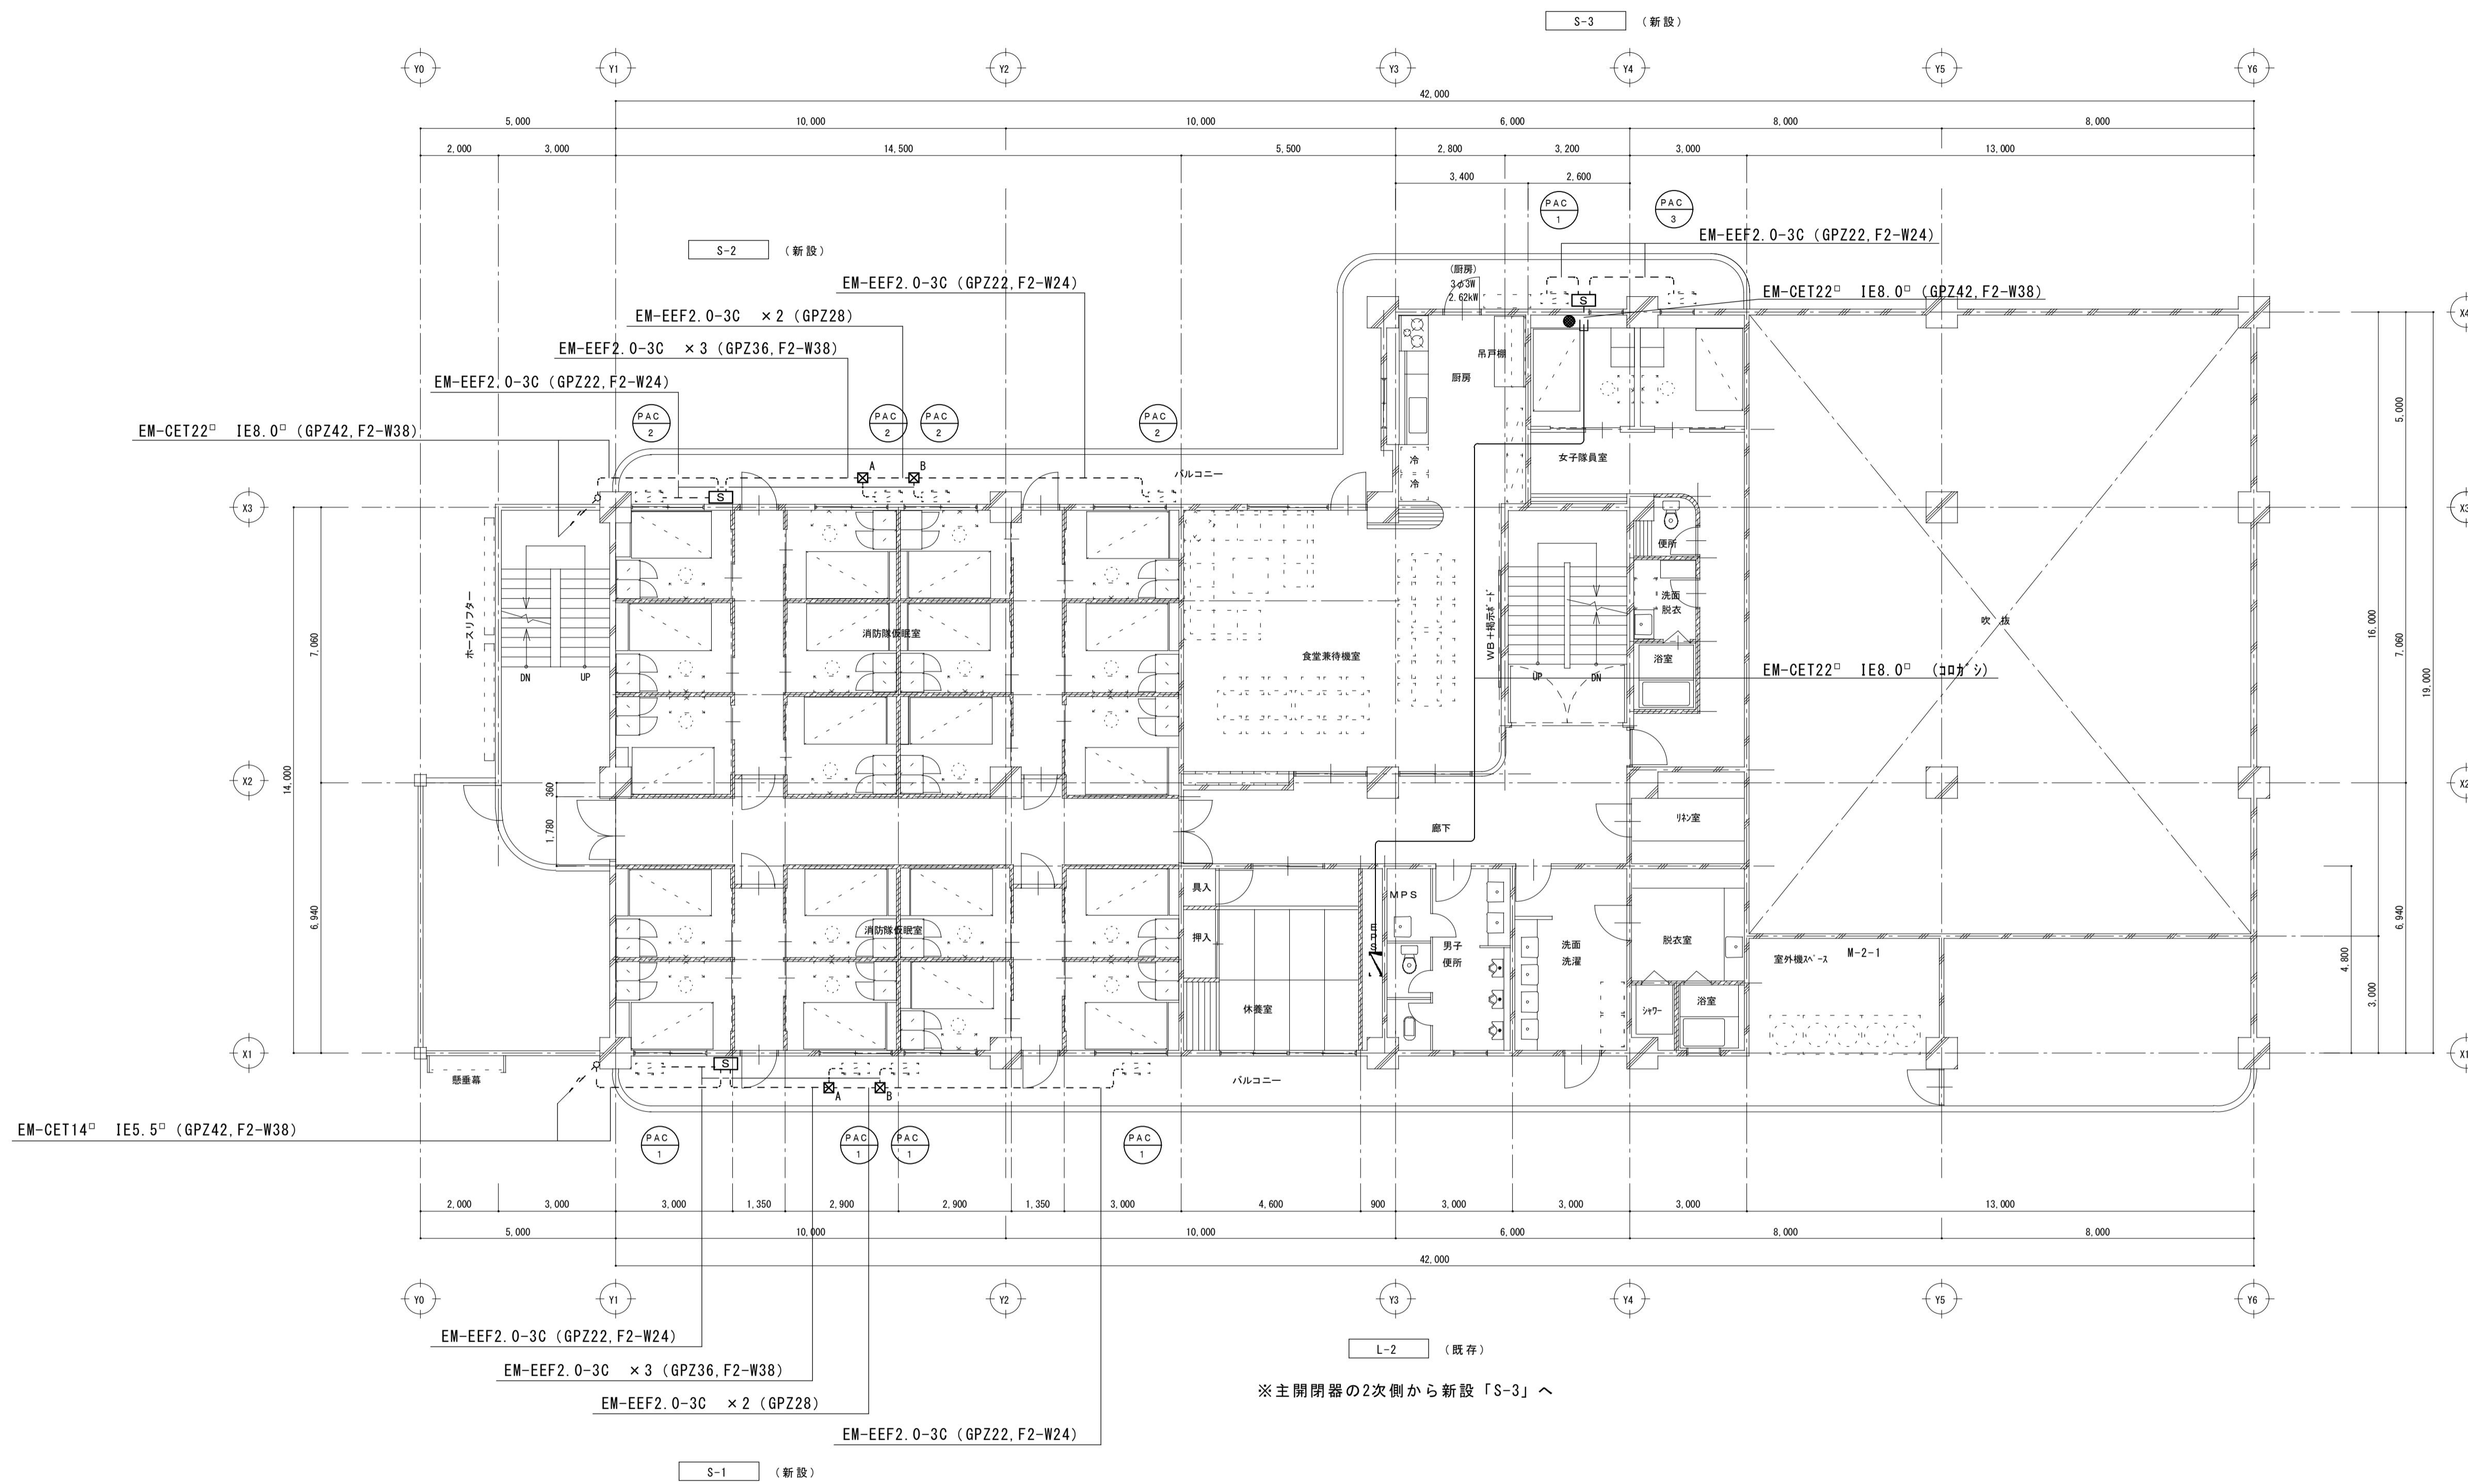 S-3 (新設)
Y0 Y1 Y2 Y3 Y4 Y5 Y6
42,000
5,000 10,000 10,000 6,000 8,000 8,000
2,000 3,000 14,500 5,500 2,800 3,200 3,000 13,000
3,400 2,600
PAC 1
PAC 3
EM-EEF2.0-3C (GPZ22,F2-W24)
S-2 (新設)
EM-EEF2.0-3C (GPZ22,F2-W24)
(厨房)
3φ3W
2.62kW
S
EM-CET22□ IE8.0□ (GPZ42,F2-W38)
EM-EEF2.0-3C ×2 (GPZ28)
EM-EEF2.0-3C ×3 (GPZ36,F2-W38)
EM-EEF2.0-3C (GPZ22,F2-W24)
EM-CET22□ IE8.0□ (GPZ42,F2-W38)
PAC 2
PAC 2
PAC 2
PAC 2
X4
吊戸棚
厨房
冷
冷
女子隊員室
A B
バルコニー
S
X3 X3
便所
洗面
脱衣
浴室
ホースリフター
DN UP
消防隊仮眠室
食堂兼待機室
WB+掲示ボード
UP DN
吹抜
EM-CET22□ IE8.0□ (コロガシ)
5,000
16,000
7,060
19,000
7,060
14,000
X2 X2
360
1,780
6,940
廊下
リネン室
具入
押入
MPS
EPS
男子
便所
洗面
洗濯
脱衣室
室外機スペース
M-2-1
消防隊仮眠室
休養室
シャワー
浴室
6,940
4,800
3,000
X1 X1
S
懸垂幕
A B
バルコニー
EM-CET14□ IE5.5□ (GPZ42,F2-W38)
PAC 1
PAC 1
PAC 1
PAC 1
2,000 3,000 3,000 1,350 2,900 2,900 1,350 3,000 4,600 900 3,000 3,000 3,000 13,000
5,000 10,000 10,000 6,000 8,000 8,000
42,000
Y0 Y1 Y2 Y3 Y4 Y5 Y6
EM-EEF2.0-3C (GPZ22,F2-W24)
EM-EEF2.0-3C ×3 (GPZ36,F2-W38)
EM-EEF2.0-3C ×2 (GPZ28)
EM-EEF2.0-3C (GPZ22,F2-W24)
L-2 (既存)
※主開閉器の2次側から新設「S-3」へ
S-1 (新設)